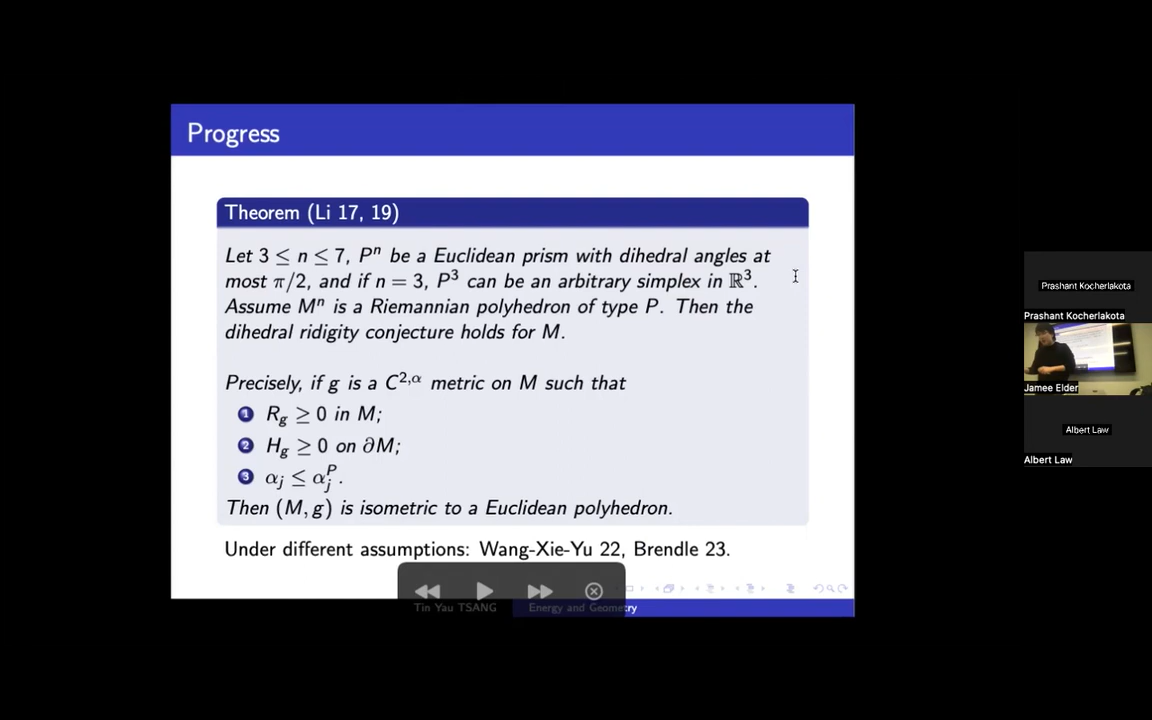 Progress
Theorem (Li 17, 19)
Let 3 ≤ n ≤ 7, Pⁿ be a Euclidean prism with dihedral angles at
most π/2, and if n = 3, P³ can be an arbitrary simplex in ℝ³.
Assume Mⁿ is a Riemannian polyhedron of type P. Then the
dihedral ridigity conjecture holds for M.
Precisely, if g is a C^{2,α} metric on M such that
1 R_g ≥ 0 in M;
2 H_g ≥ 0 on ∂M;
3 α_j ≤ α_j^P.
Then (M, g) is isometric to a Euclidean polyhedron.
Under different assumptions: Wang-Xie-Yu 22, Brendle 23.
Tin Yau TSANG
Energy and Geometry
Prashant Kocherlakota
Prashant Kocherlakota
Jamee Elder
Albert Law
Albert Law